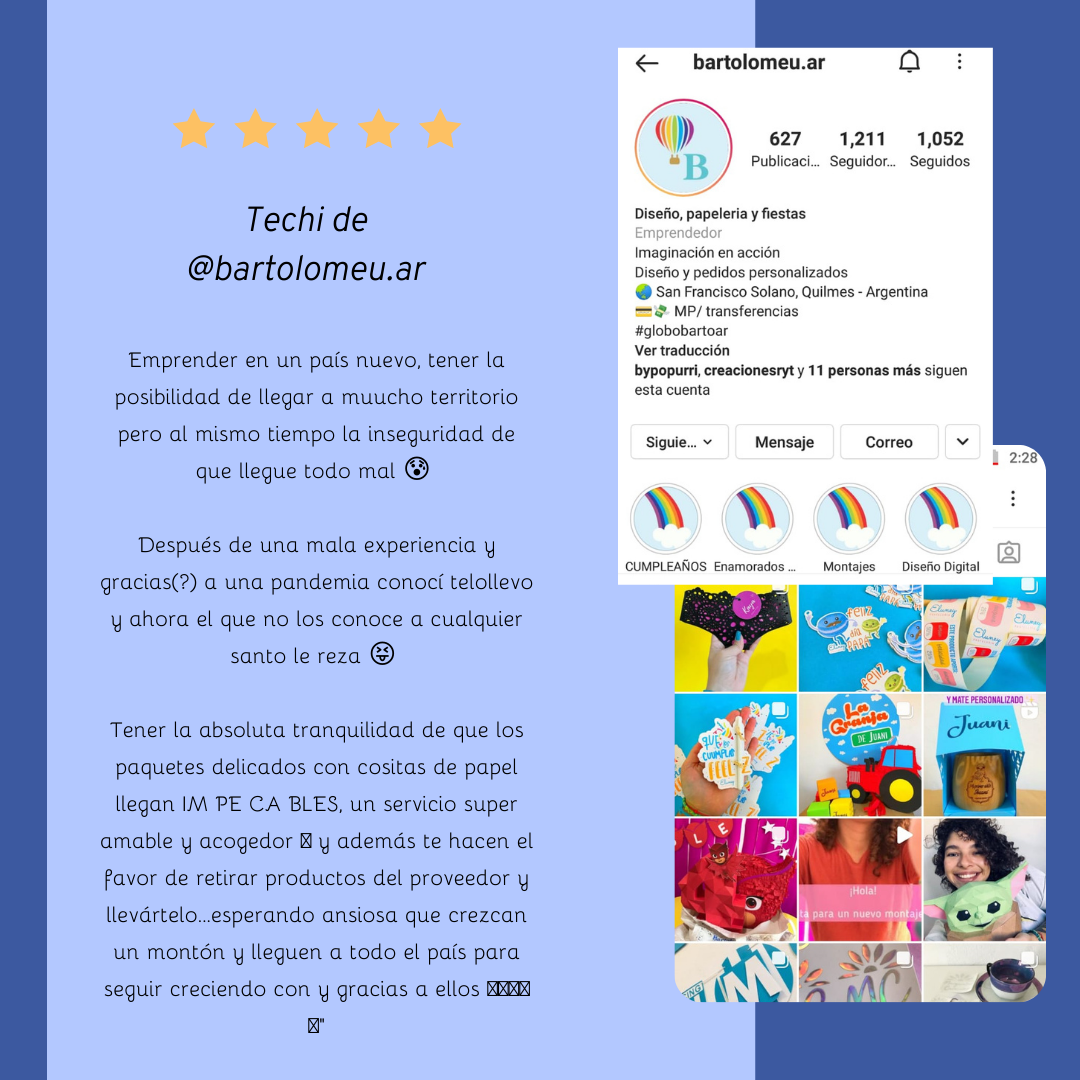 Techi de
@bartolomeu.ar
Emprender en un país nuevo, tener la
posibilidad de llegar a muucho territorio
pero al mismo tiempo la inseguridad de
que llegue todo mal 😰
Después de una mala experiencia y
gracias(?) a una pandemia conocí telollevo
y ahora el que no los conoce a cualquier
santo le reza 😝
Tener la absoluta tranquilidad de que los
paquetes delicados con cositas de papel
llegan IM PE CA BLES, un servicio super
amable y acogedor y además te hacen el
favor de retirar productos del proveedor y
llevártelo...esperando ansiosa que crezcan
un montón y lleguen a todo el país para
seguir creciendo con y gracias a ellos
"
bartolomeu.ar
627 1,211 1,052
Publicaci... Seguidor... Seguidos
B
Diseño, papeleria y fiestas
Emprendedor
Imaginación en acción
Diseño y pedidos personalizados
🌏 San Francisco Solano, Quilmes - Argentina
💳💸 MP/ transferencias
#globobartoar
Ver traducción
bypopurri, creacionesryt y 11 personas más siguen
esta cuenta
Siguie... Mensaje Correo
CUMPLEAÑOS Enamorados ... Montajes Diseño Digital
2:28
FELIZ
DIA
PAPÁ
Eluney
Eluney
Y MATE PERSONALIZADO
La
Granja
DE JUANI
Juani
¡Hola!
ta para un nuevo montaje